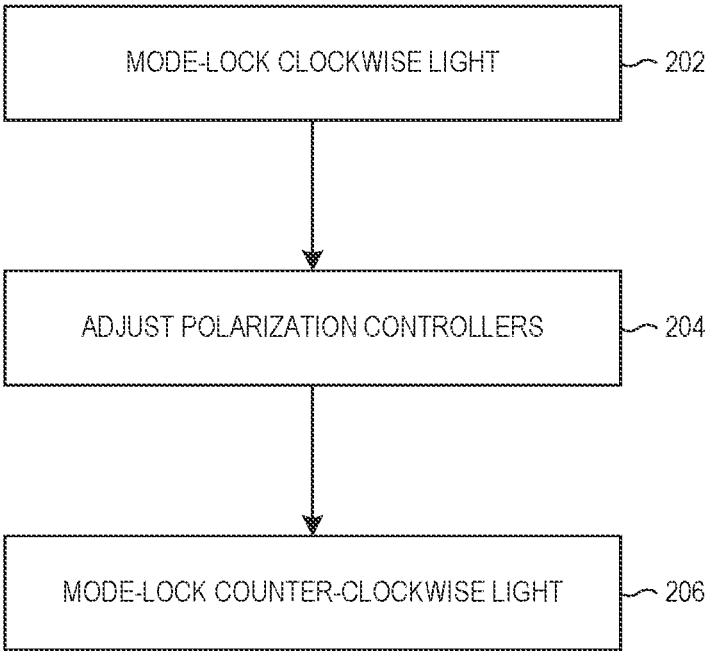 MODE-LOCK CLOCKWISE LIGHT
202
ADJUST POLARIZATION CONTROLLERS
204
MODE-LOCK COUNTER-CLOCKWISE LIGHT
206